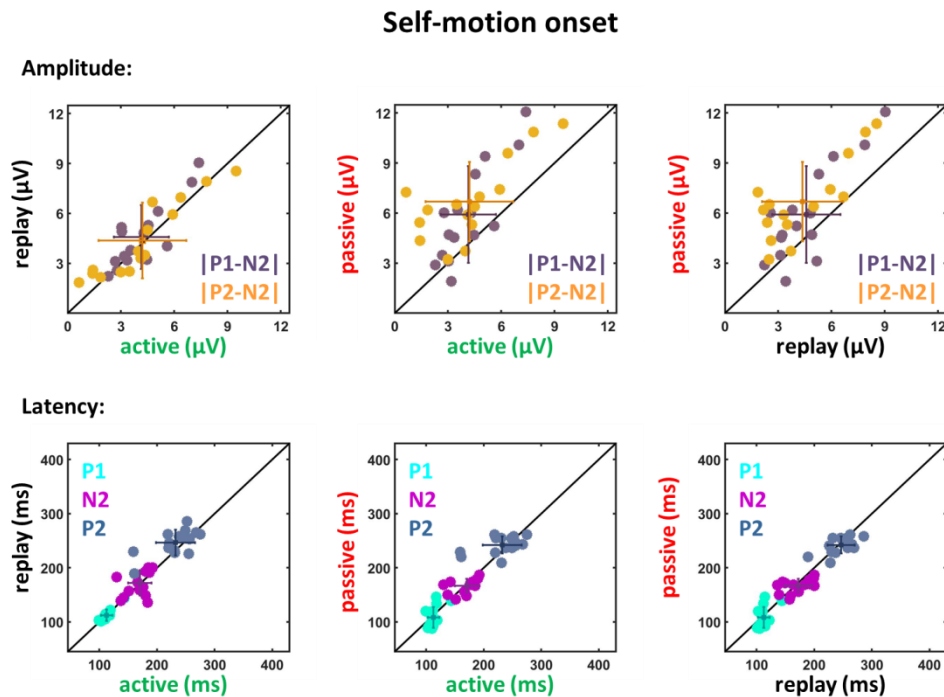 Self-motion onset
Amplitude:
12
9
6
3
0 3 6 9 12
replay (µV)
active (µV)
|P1-N2|
|P2-N2|
12
9
6
3
0 3 6 9 12
passive (µV)
active (µV)
|P1-N2|
|P2-N2|
12
9
6
3
0 3 6 9 12
passive (µV)
replay (µV)
|P1-N2|
|P2-N2|
Latency:
400
300
200
100
100 200 300 400
replay (ms)
active (ms)
P1
N2
P2
400
300
200
100
100 200 300 400
passive (ms)
active (ms)
P1
N2
P2
400
300
200
100
100 200 300 400
passive (ms)
replay (ms)
P1
N2
P2